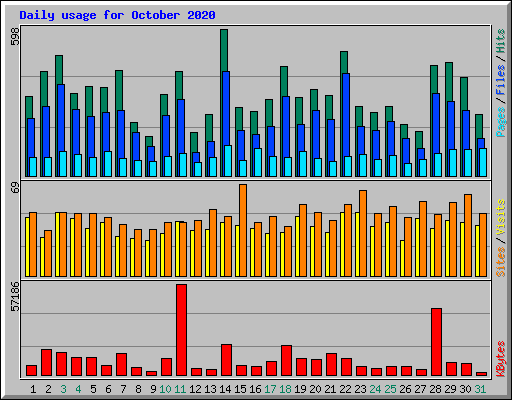 Daily usage for October 2020
598
Pages / Files / Hits
69
Sites / Visits
57186
KBytes
1 2 3 4 5 6 7 8 9 10 11 12 13 14 15 16 17 18 19 20 21 22 23 24 25 26 27 28 29 30 31